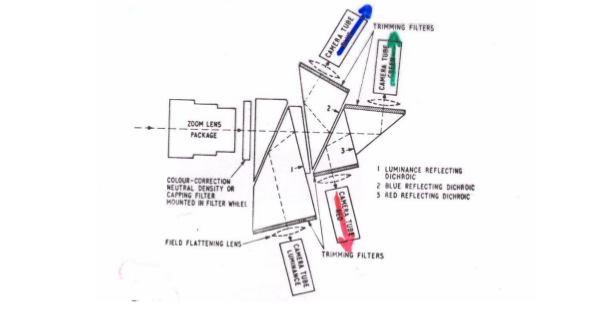 CAMERA TUBE
TRIMMING FILTERS
CAMERA TUBE
GREEN
ZOOM LENS
PACKAGE
2
3
1
1 LUMINANCE REFLECTING
DICHROIC
2 BLUE REFLECTING DICHROIC
3 RED REFLECTING DICHROIC
COLOUR-CORRECTION
NEUTRAL DENSITY OR
CAPPING FILTER
MOUNTED IN FILTER WHEEL
CAMERA TUBE
RED
FIELD FLATTENING LENS
TRIMMING FILTERS
CAMERA TUBE
LUMINANCE